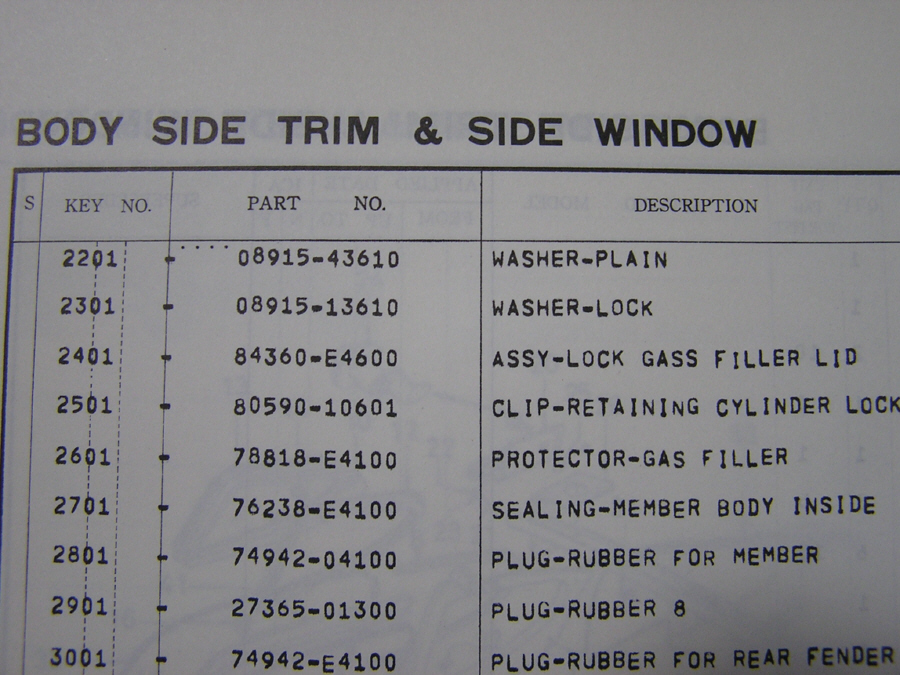 BODY SIDE TRIM & SIDE WINDOW
S KEY NO. PART NO. DESCRIPTION
2201 - 08915-43610 WASHER-PLAIN
2301 - 08915-13610 WASHER-LOCK
2401 - 84360-E4600 ASSY-LOCK GASS FILLER LID
2501 - 80590-10601 CLIP-RETAINING CYLINDER LOCK
2601 - 78818-E4100 PROTECTOR-GAS FILLER
2701 - 76238-E4100 SEALING-MEMBER BODY INSIDE
2801 - 74942-04100 PLUG-RUBBER FOR MEMBER
2901 - 27365-01300 PLUG-RUBBER 8
3001 - 74942-E4100 PLUG-RUBBER FOR REAR FENDER